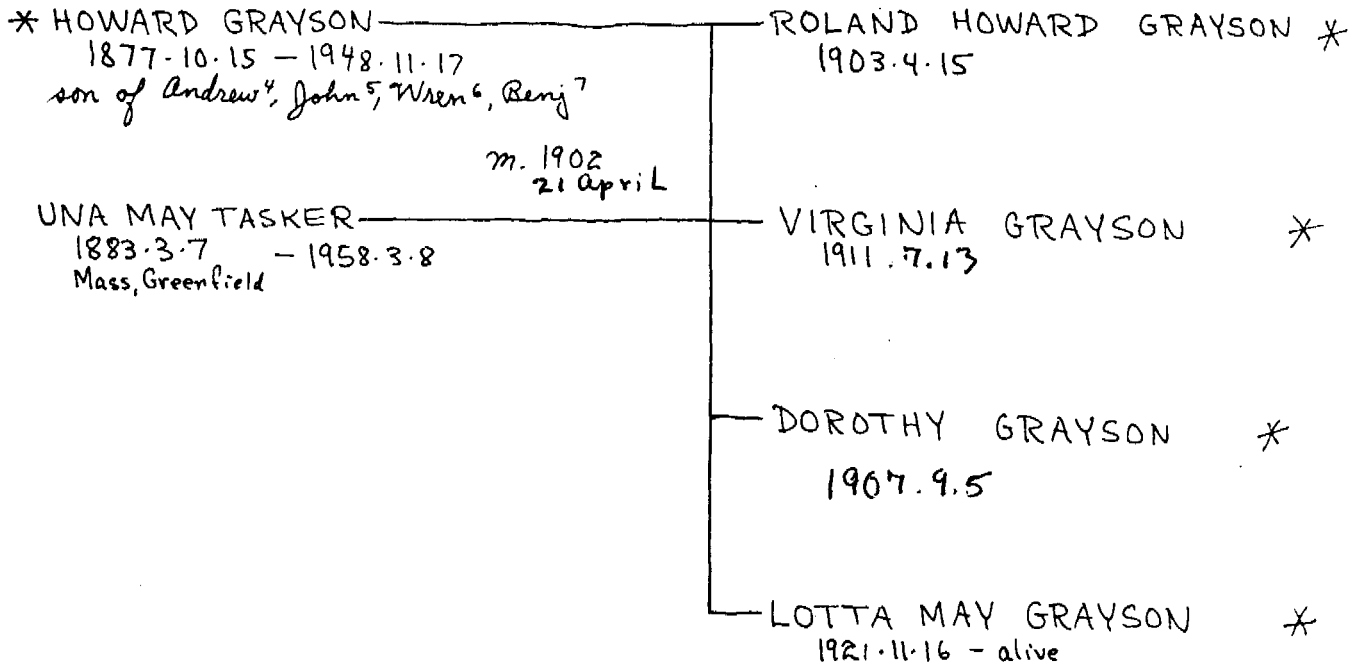 * HOWARD GRAYSON
1877.10.15 - 1948.11.17
son of Andrew⁴, John⁵, Wren⁶, Benj⁷
m. 1902
21 April
UNA MAY TASKER
1883.3.7 - 1958.3.8
Mass, Greenfield
ROLAND HOWARD GRAYSON *
1903.4.15
VIRGINIA GRAYSON *
1911.7.13
DOROTHY GRAYSON *
1907.9.5
LOTTA MAY GRAYSON *
1921.11.16 - alive